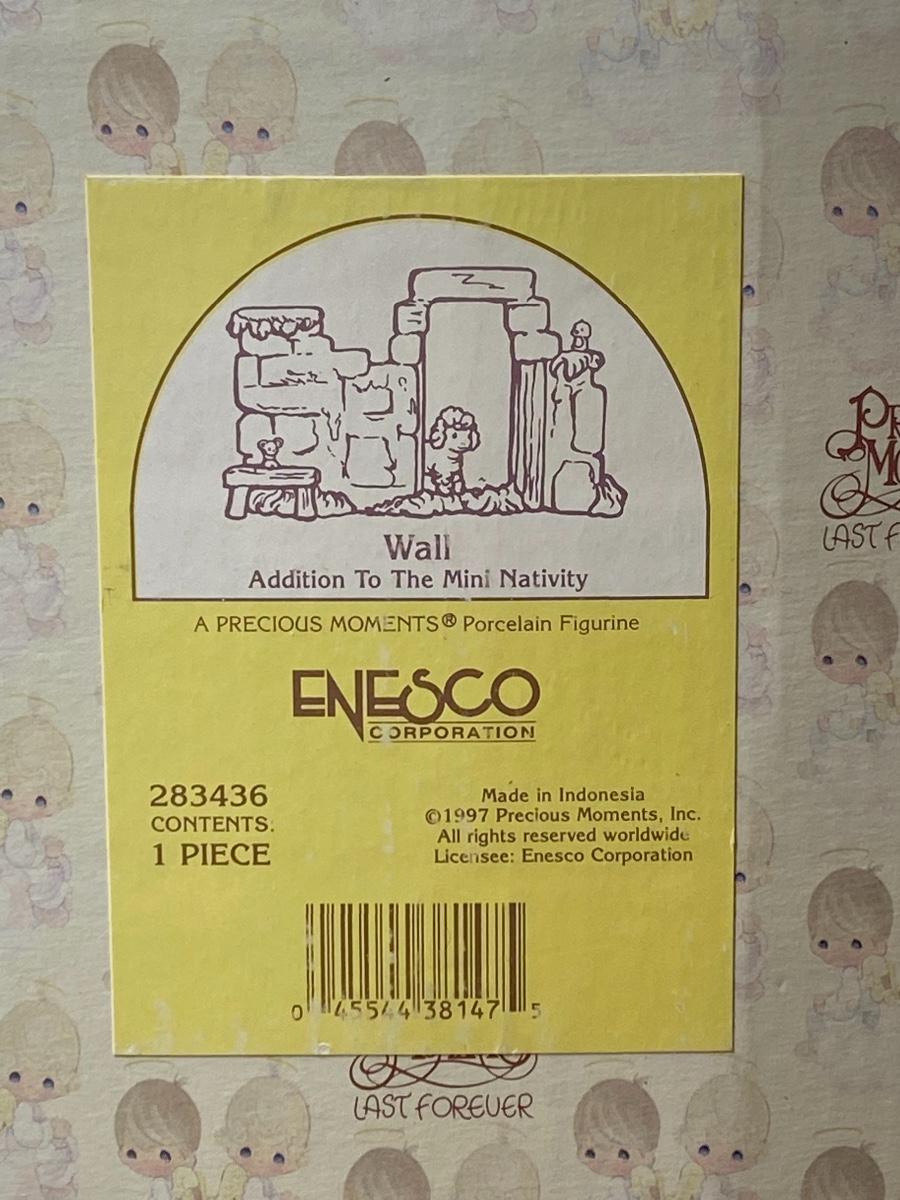 Wall
Addition To The Mini Nativity
A PRECIOUS MOMENTS® Porcelain Figurine
ENESCO
CORPORATION
283436
CONTENTS:
1 PIECE
Made in Indonesia
©1997 Precious Moments, Inc.
All rights reserved worldwide
Licensee: Enesco Corporation
0 45544 38147 5
LAST FOREVER